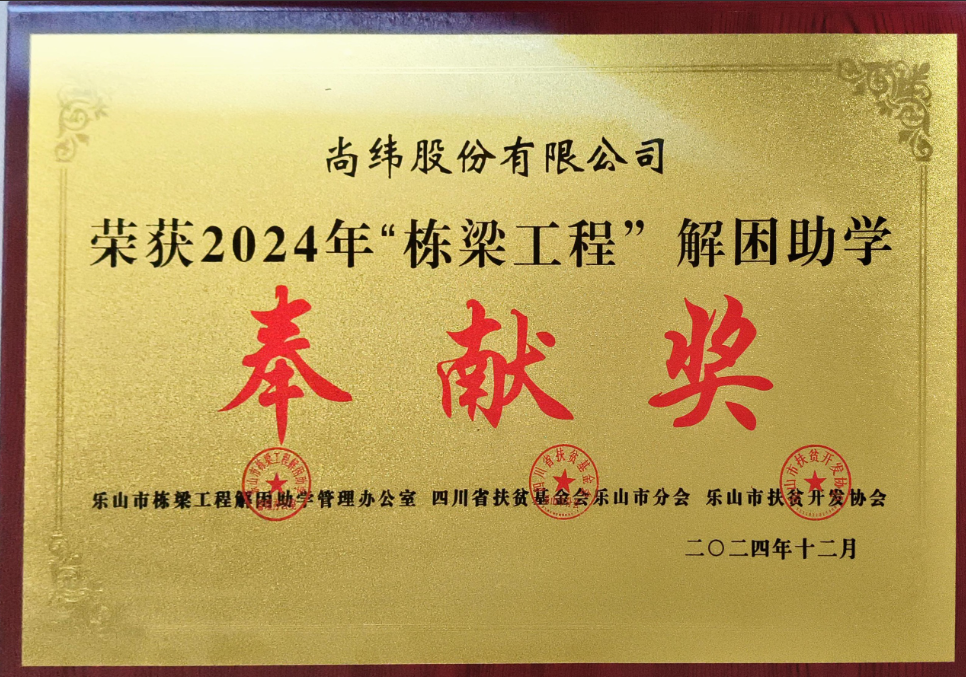 尚纬股份有限公司
荣获2024年“栋梁工程”解困助学
奉献奖
乐山市栋梁工程解困助学管理办公室 四川省扶贫基金会乐山市分会 乐山市扶贫开发协会
二〇二四年十二月